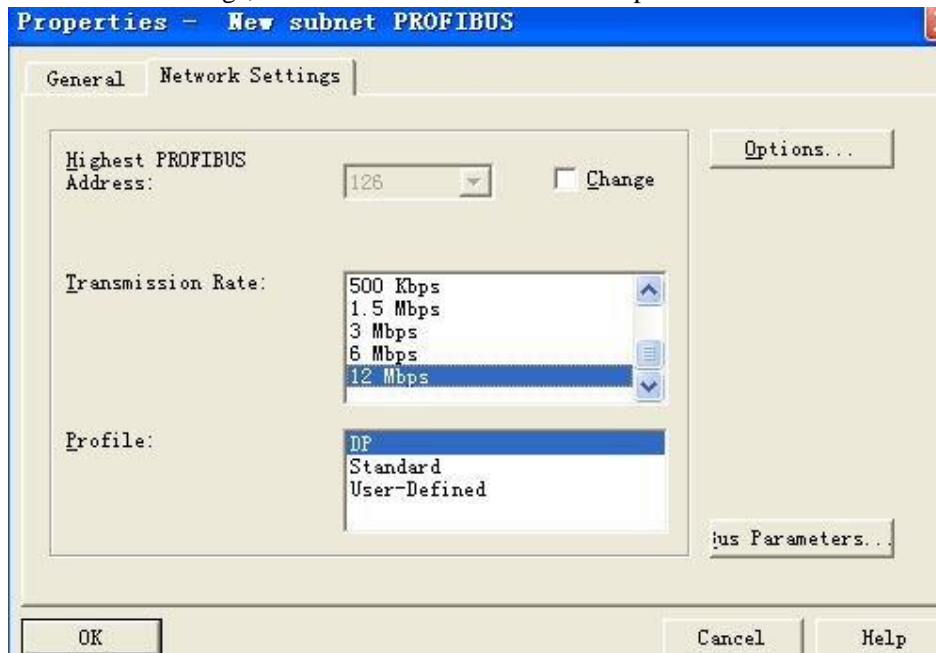 Properties - New subnet PROFIBUS
General Network Settings
Highest PROFIBUS
Address:
126
Change
Options...
Transmission Rate:
500 Kbps
1.5 Mbps
3 Mbps
6 Mbps
12 Mbps
Profile:
DP
Standard
User-Defined
us Parameters...
OK Cancel Help